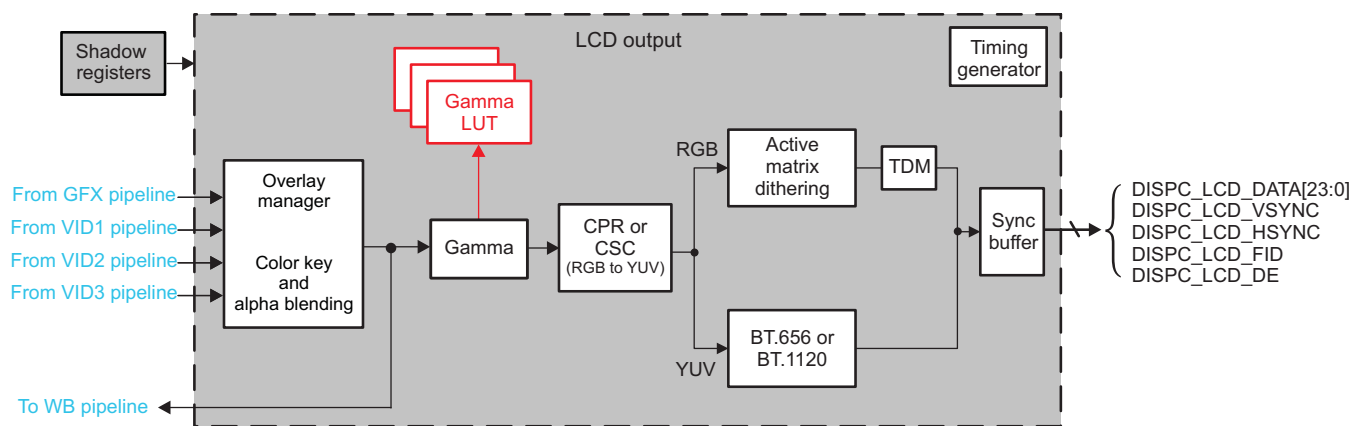 LCD output
Shadow
registers
Timing
generator
Gamma
LUT
RGB
Active
matrix
dithering
TDM
From GFX pipeline
From VID1 pipeline
From VID2 pipeline
From VID3 pipeline
Overlay
manager
Color key
and
alpha blending
Gamma
CPR or
CSC
(RGB to YUV)
Sync
buffer
DISPC_LCD_DATA[23:0]
DISPC_LCD_VSYNC
DISPC_LCD_HSYNC
DISPC_LCD_FID
DISPC_LCD_DE
YUV
BT.656 or
BT.1120
To WB pipeline